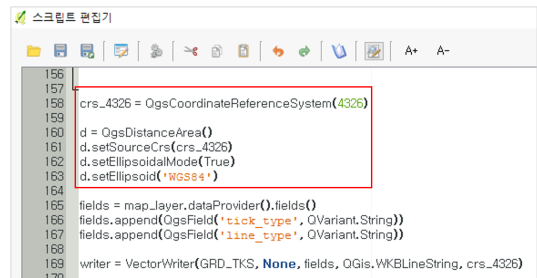 스크립트 편집기
A+ A-
156
157
158 crs_4326 = QgsCoordinateReferenceSystem(4326)
159
160 d = QgsDistanceArea()
161 d.setSourceCrs(crs_4326)
162 d.setEllipsoidalMode(True)
163 d.setEllipsoid('WGS84')
164
165 fields = map_layer.dataProvider().fields()
166 fields.append(QgsField('tick_type', QVariant.String))
167 fields.append(QgsField('line_type', QVariant.String))
168
169 writer = VectorWriter(GRD_TKS, None, fields, QGis.WKBLineString, crs_4326)
170